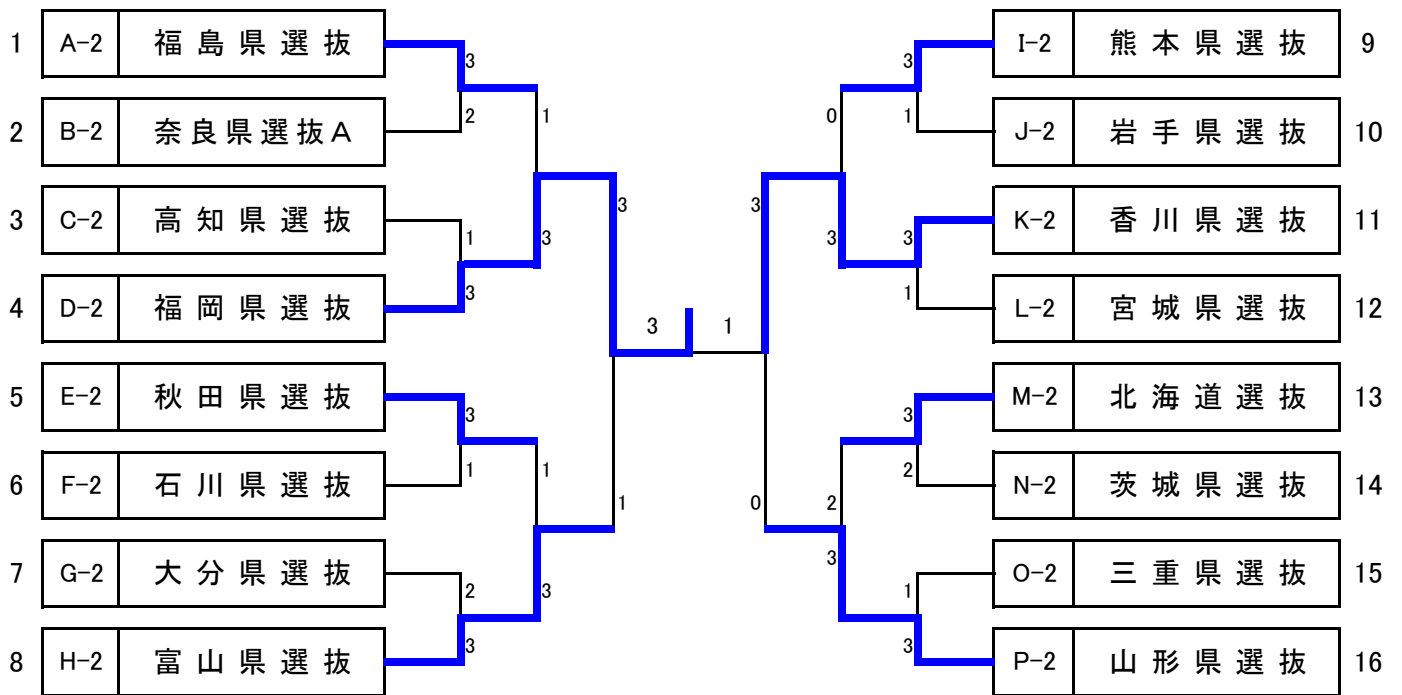 1 A-2 福島県選抜
3
2 B-2 奈良県選抜A
2
1
3 C-2 高知県選抜
1
3
3
4 D-2 福岡県選抜
3
5 E-2 秋田県選抜
3
6 F-2 石川県選抜
1
1
1
7 G-2 大分県選抜
2
3
8 H-2 富山県選抜
3
3 1
I-2 熊本県選抜 9
3
0
1
J-2 岩手県選抜 10
3
K-2 香川県選抜 11
3
3
1
L-2 宮城県選抜 12
M-2 北海道選抜 13
3
2
N-2 茨城県選抜 14
0
2
3
O-2 三重県選抜 15
1
3
P-2 山形県選抜 16